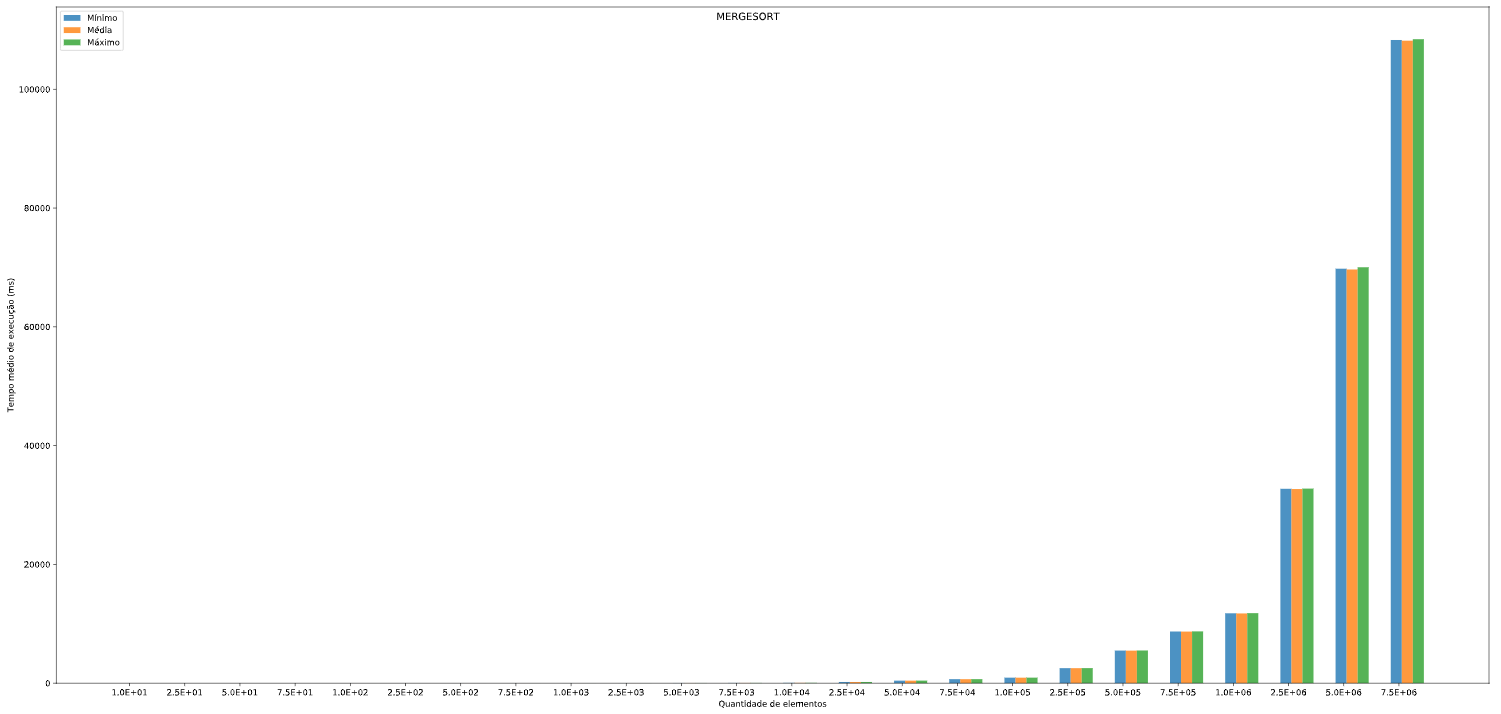 MERGESORT
Mínimo
Média
Máximo
Tempo médio de execução (ms)
100000
80000
60000
40000
20000
0
1.0E+01 2.5E+01 5.0E+01 7.5E+01 1.0E+02 2.5E+02 5.0E+02 7.5E+02 1.0E+03 2.5E+03 5.0E+03 7.5E+03 1.0E+04 2.5E+04 5.0E+04 7.5E+04 1.0E+05 2.5E+05 5.0E+05 7.5E+05 1.0E+06 2.5E+06 5.0E+06 7.5E+06
Quantidade de elementos